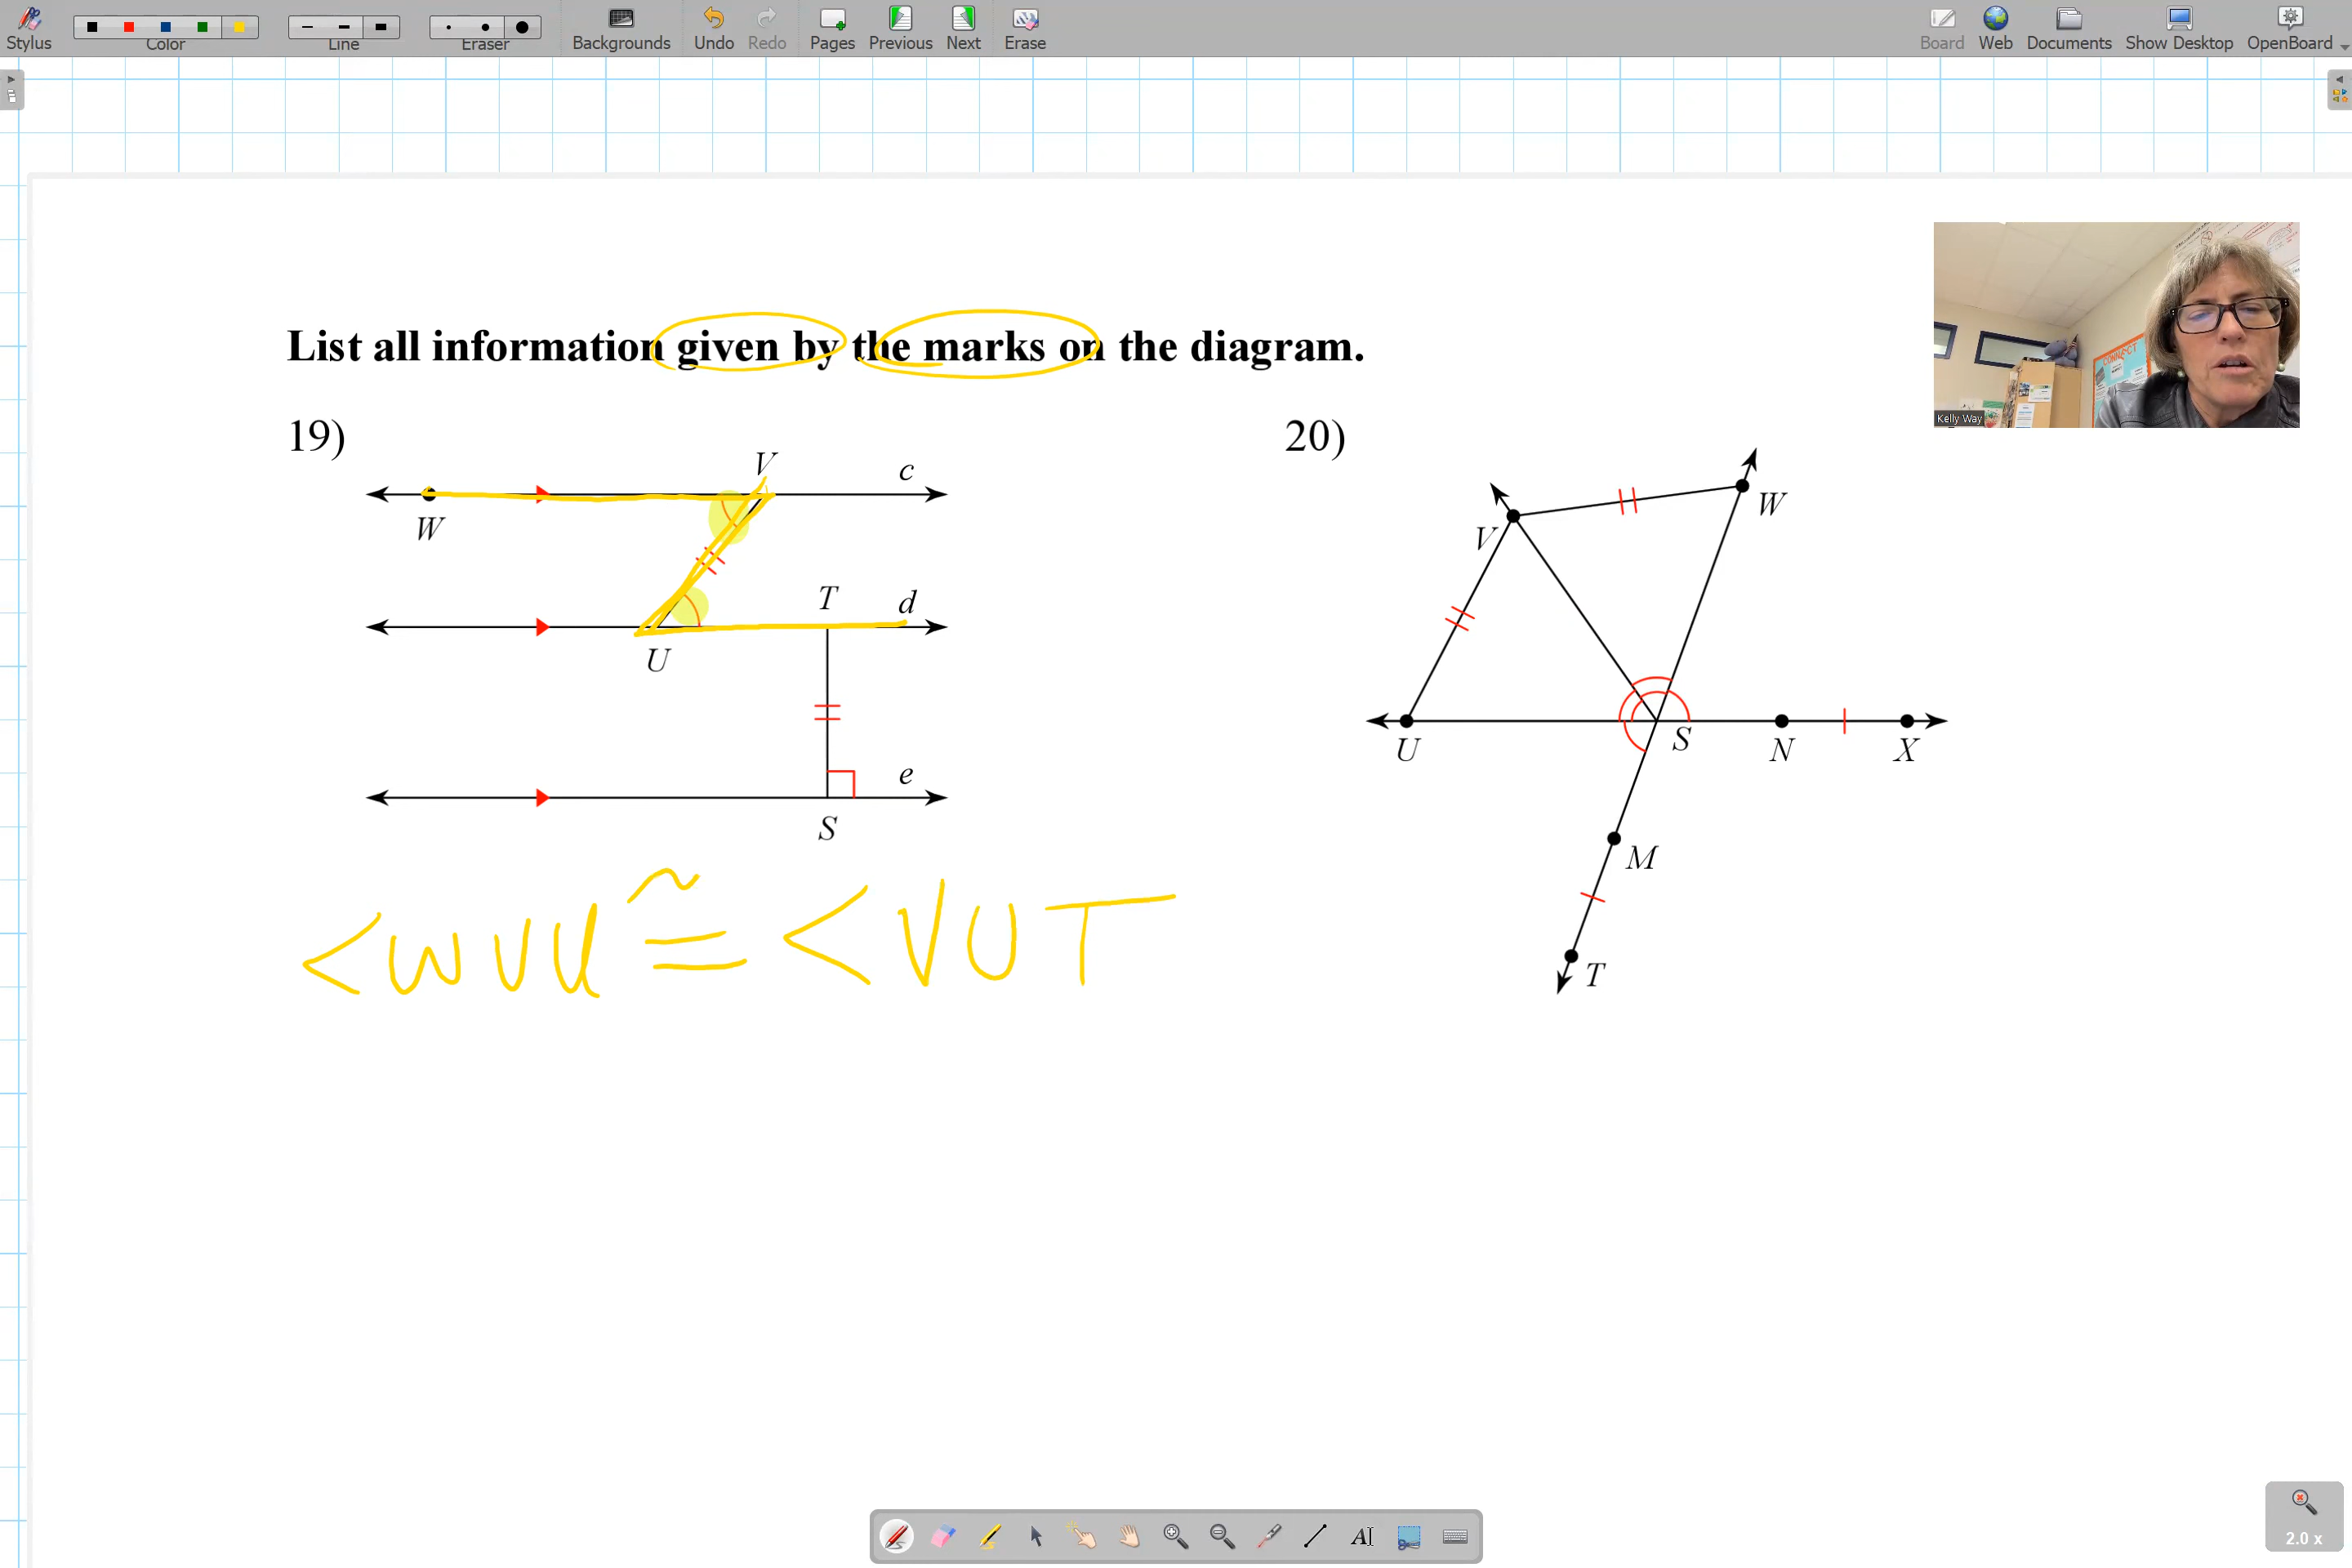 Stylus Color Line Eraser Backgrounds Undo Redo Pages Previous Next Erase Board Web Documents Show Desktop OpenBoard
List all information given by the marks on the diagram.
19)
V c
W
T d
U
e
S
<WVU ≅ <VUT
20)
W
V
U S N X
M
T
CONNECT
Kelly Way
AI
2.0 x